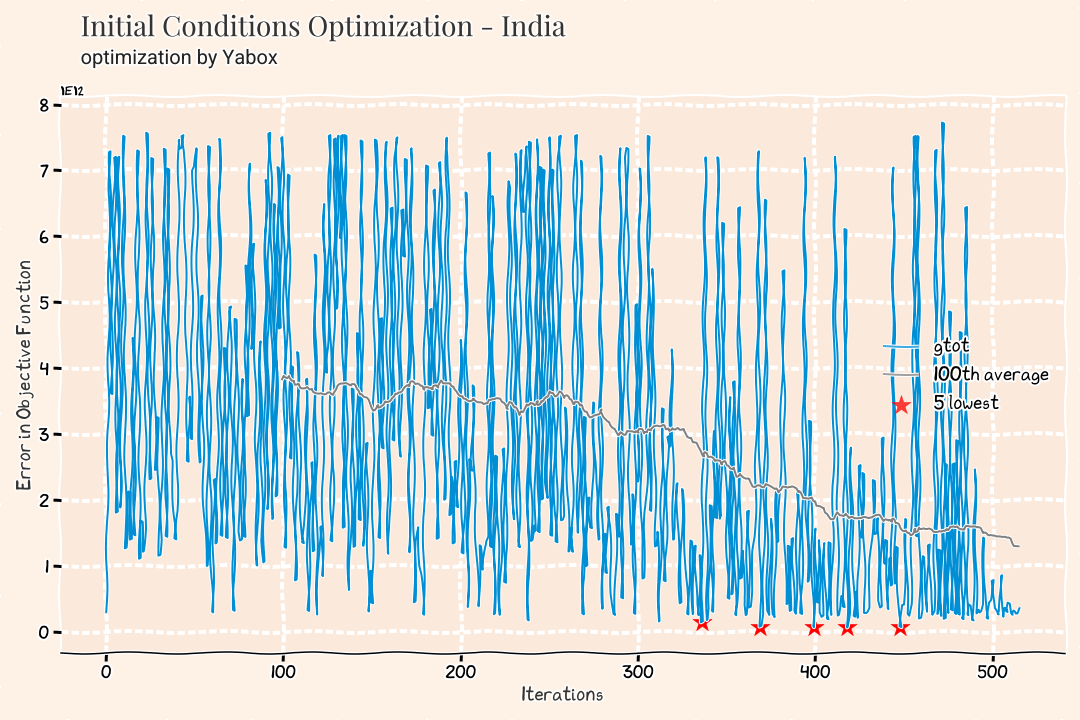 Initial Conditions Optimization - India
optimization by Yabox
1E12
8
7
6
5
4
3
2
1
0
Error in Objective Function
gtot
100th average
5 lowest
0 100 200 300 400 500
Iterations